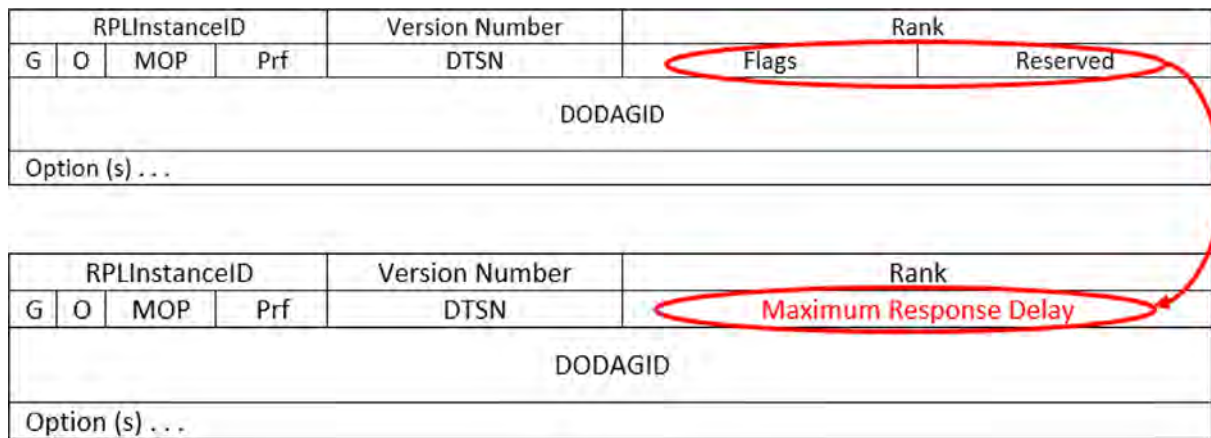 RPLInstanceID Version Number Rank
G O MOP Prf DTSN Flags Reserved
DODAGID
Option (s) . . .
RPLInstanceID Version Number Rank
G O MOP Prf DTSN Maximum Response Delay
DODAGID
Option (s) . . .